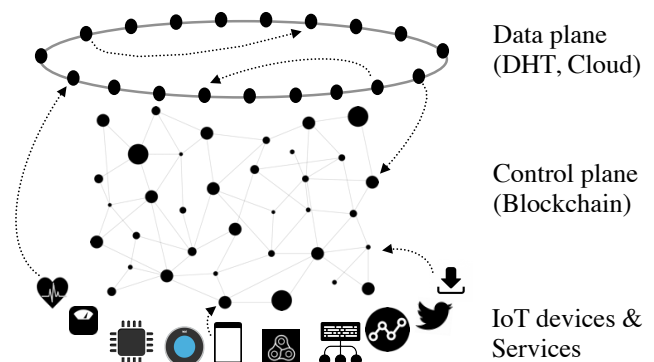 Data plane
(DHT, Cloud)
Control plane
(Blockchain)
IoT devices &
Services